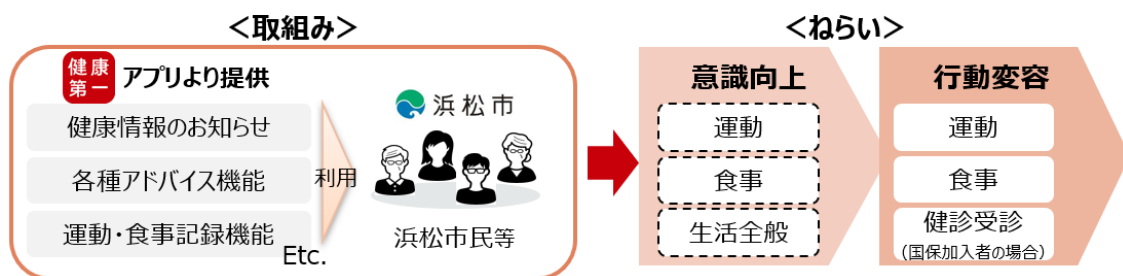 ＜取組み＞
健康
第一
アプリより提供
健康情報のお知らせ
各種アドバイス機能
運動・食事記録機能
Etc.
利用
浜松市
浜松市民等
＜ねらい＞
意識向上
運動
食事
生活全般
行動変容
運動
食事
健診受診
（国保加入者の場合）